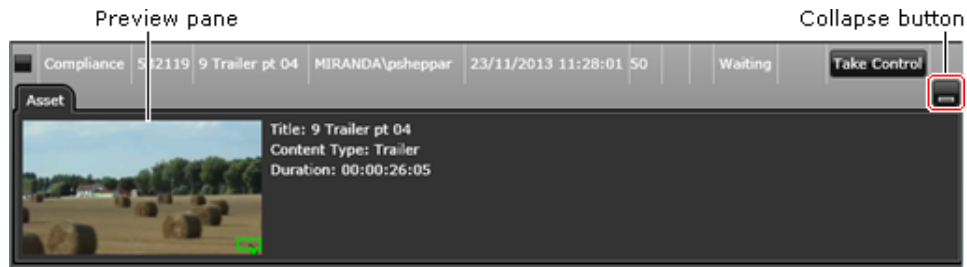 Preview pane
Collapse button
Compliance 532119 9 Trailer pt 04 MIRANDA\psheppar 23/11/2013 11:28:01 50 Waiting Take Control
Asset
Title: 9 Trailer pt 04
Content Type: Trailer
Duration: 00:00:26:05